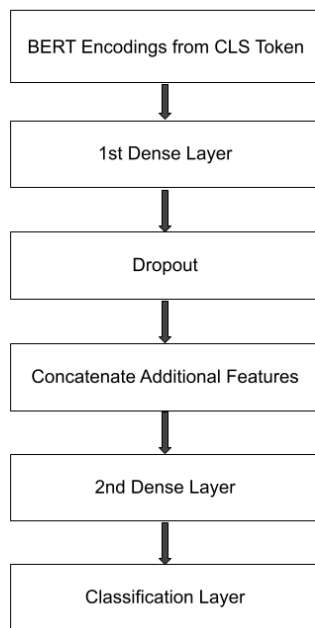 BERT Encodings from CLS Token
1st Dense Layer
Dropout
Concatenate Additional Features
2nd Dense Layer
Classification Layer